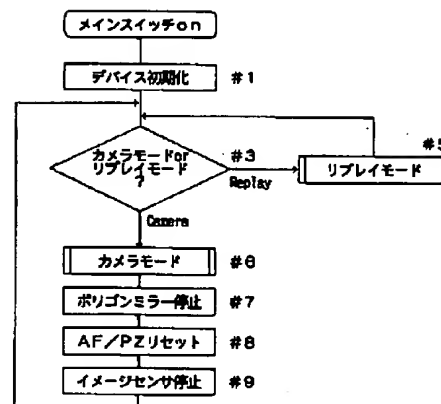 メインスイッチon
デバイス初期化 #1
カメラモードor #3
リプレイモード
?
Replay
#5
リプレイモード
Camera
カメラモード #6
ポリゴンミラー停止 #7
AF/PZリセット #8
イメージセンサ停止 #9